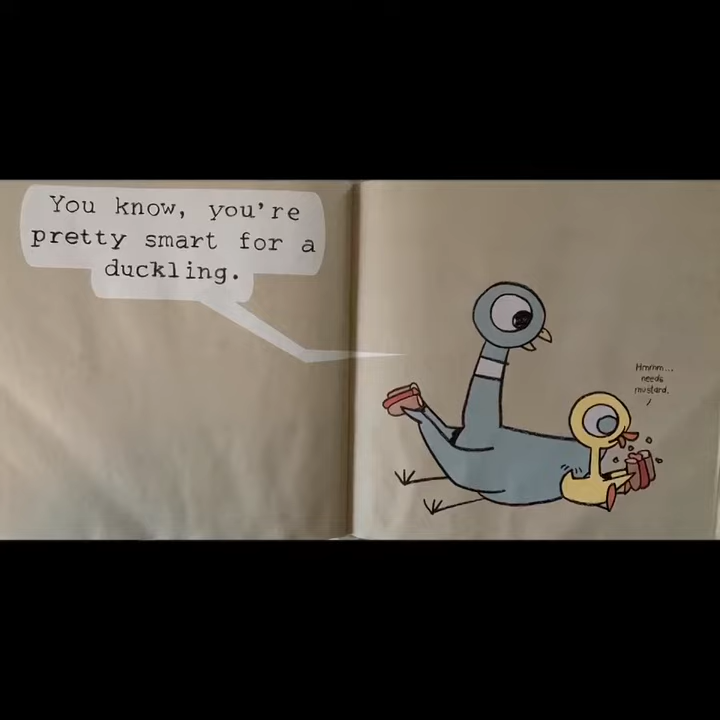 You know, you're
pretty smart for a
duckling.
Hmmm...
needs
mustard.